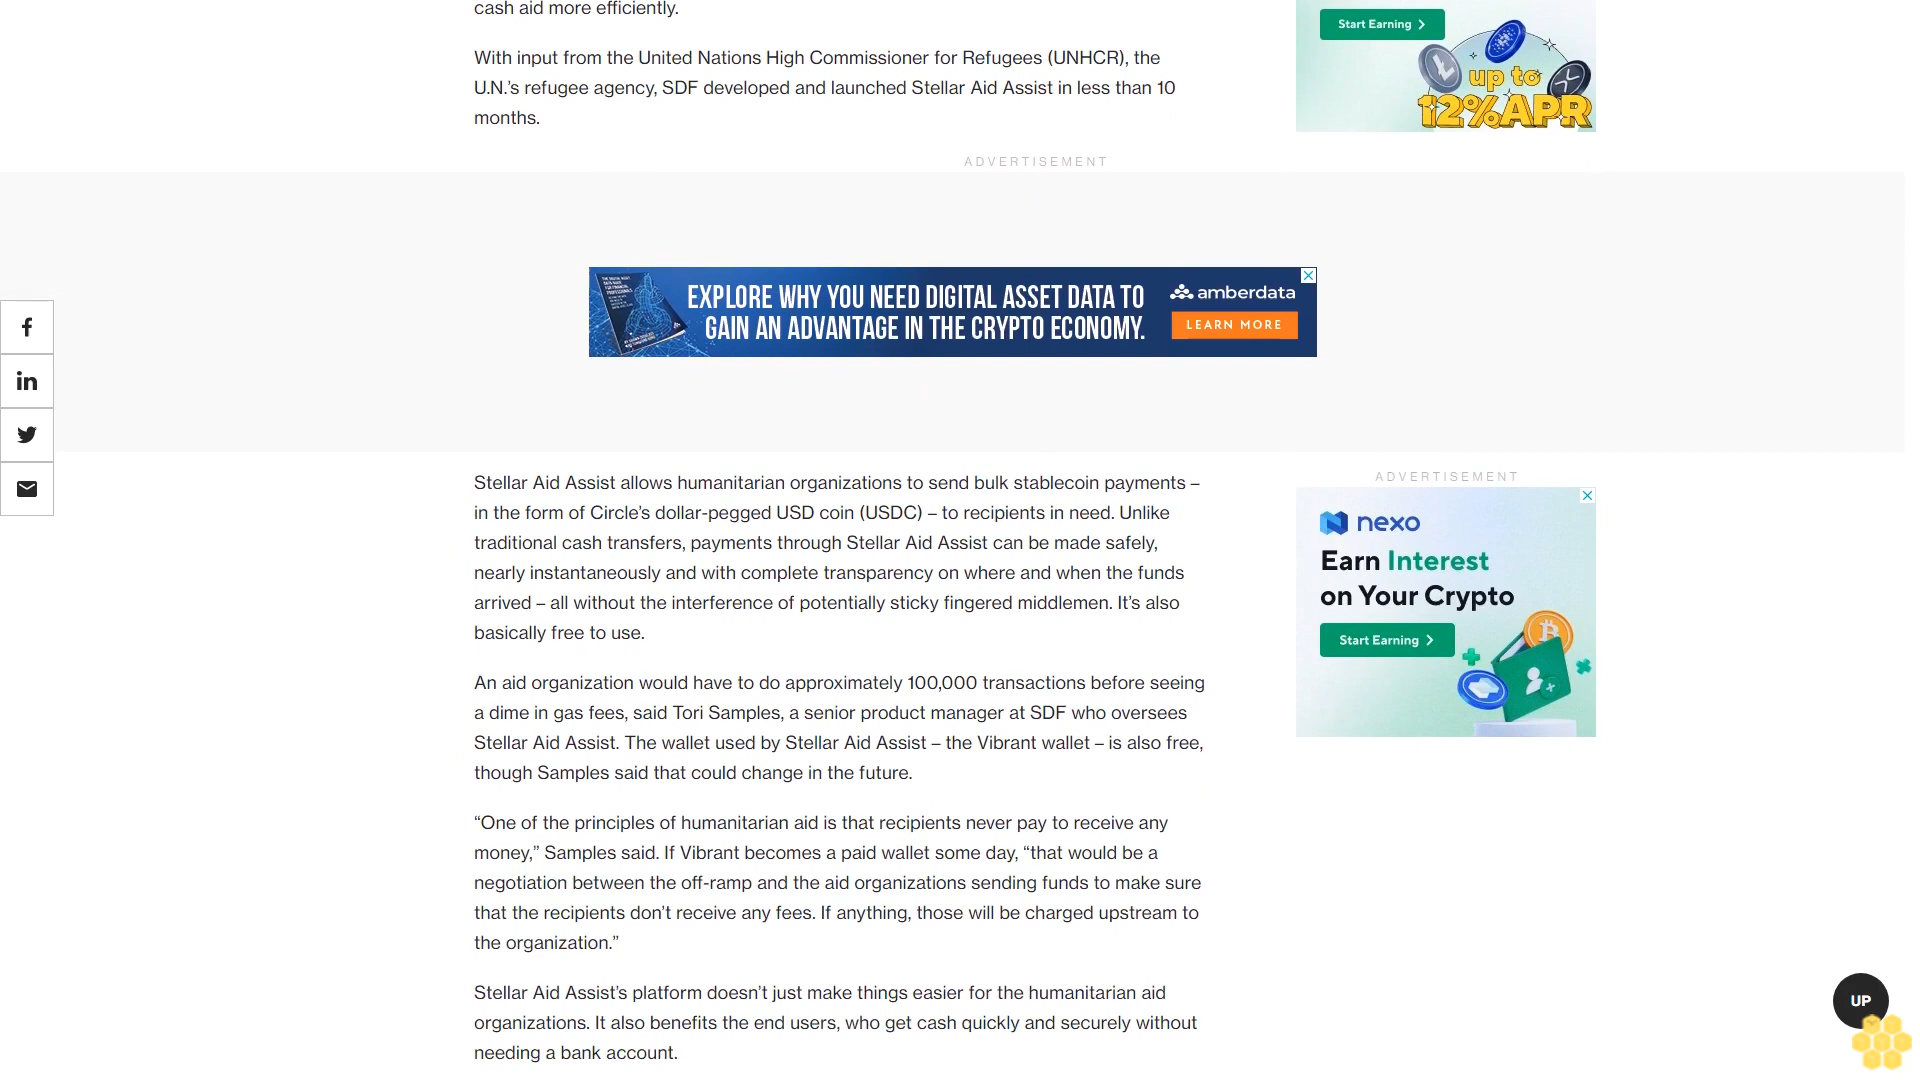 cash aid more efficiently.
With input from the United Nations High Commissioner for Refugees (UNHCR), the
U.N.’s refugee agency, SDF developed and launched Stellar Aid Assist in less than 10
months.
Start Earning
up to
12% APR
ADVERTISEMENT
EXPLORE WHY YOU NEED DIGITAL ASSET DATA TO
GAIN AN ADVANTAGE IN THE CRYPTO ECONOMY.
amberdata
LEARN MORE
Stellar Aid Assist allows humanitarian organizations to send bulk stablecoin payments –
in the form of Circle’s dollar-pegged USD coin (USDC) – to recipients in need. Unlike
traditional cash transfers, payments through Stellar Aid Assist can be made safely,
nearly instantaneously and with complete transparency on where and when the funds
arrived – all without the interference of potentially sticky fingered middlemen. It’s also
basically free to use.
An aid organization would have to do approximately 100,000 transactions before seeing
a dime in gas fees, said Tori Samples, a senior product manager at SDF who oversees
Stellar Aid Assist. The wallet used by Stellar Aid Assist – the Vibrant wallet – is also free,
though Samples said that could change in the future.
“One of the principles of humanitarian aid is that recipients never pay to receive any
money,” Samples said. If Vibrant becomes a paid wallet some day, “that would be a
negotiation between the off-ramp and the aid organizations sending funds to make sure
that the recipients don’t receive any fees. If anything, those will be charged upstream to
the organization.”
Stellar Aid Assist’s platform doesn’t just make things easier for the humanitarian aid
organizations. It also benefits the end users, who get cash quickly and securely without
needing a bank account.
ADVERTISEMENT
nexo
Earn Interest
on Your Crypto
Start Earning
UP